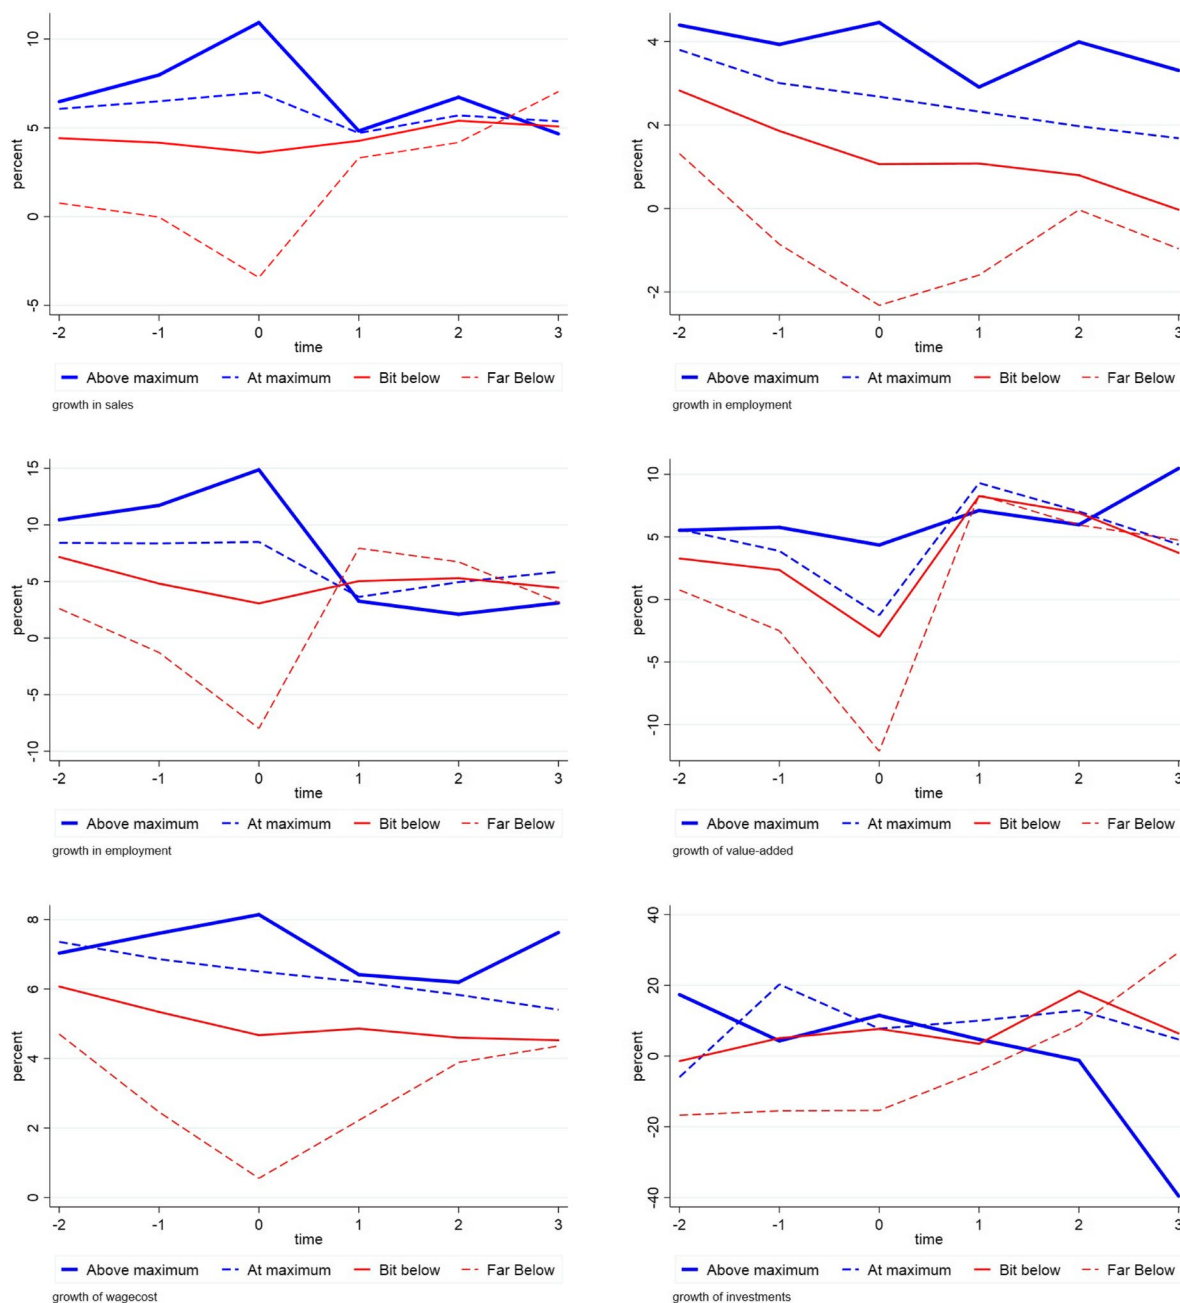 10
5
0
-5
percent
-2 -1 0 1 2 3
time
Above maximum At maximum Bit below Far Below
growth in sales
4
2
0
-2
percent
-2 -1 0 1 2 3
time
Above maximum At maximum Bit below Far Below
growth in employment
15
10
5
0
-5
-10
percent
-2 -1 0 1 2 3
time
Above maximum At maximum Bit below Far Below
growth in employment
10
5
0
-5
-10
percent
-2 -1 0 1 2 3
time
Above maximum At maximum Bit below Far Below
growth of value-added
8
6
4
2
0
percent
-2 -1 0 1 2 3
time
Above maximum At maximum Bit below Far Below
growth of wagecost
40
20
0
-20
-40
percent
-2 -1 0 1 2 3
time
Above maximum At maximum Bit below Far Below
growth of investments